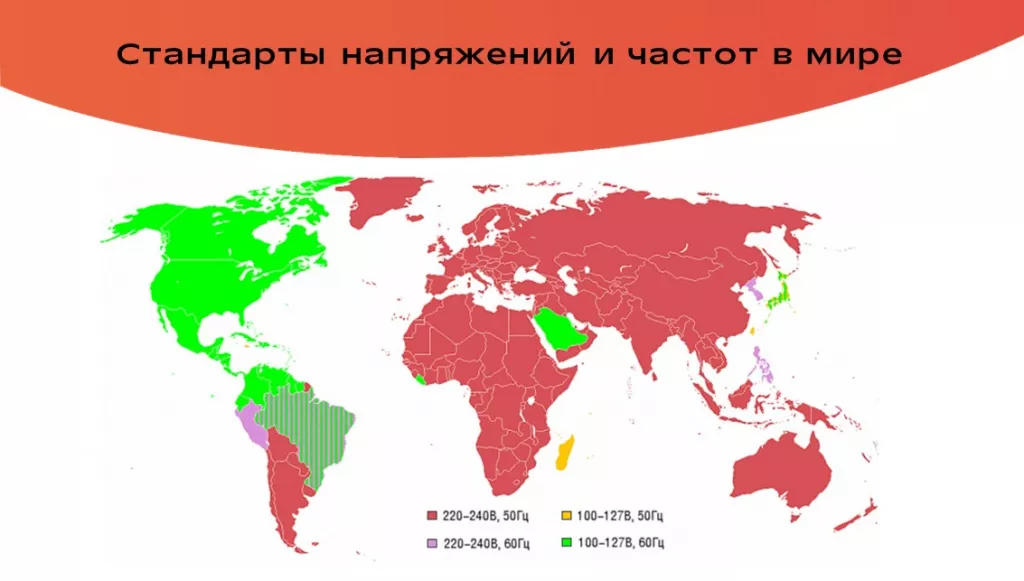 Стандарты напряжений и частот в мире
220-240В, 50Гц
100-127В, 50Гц
220-240В, 60Гц
100-127В, 60Гц